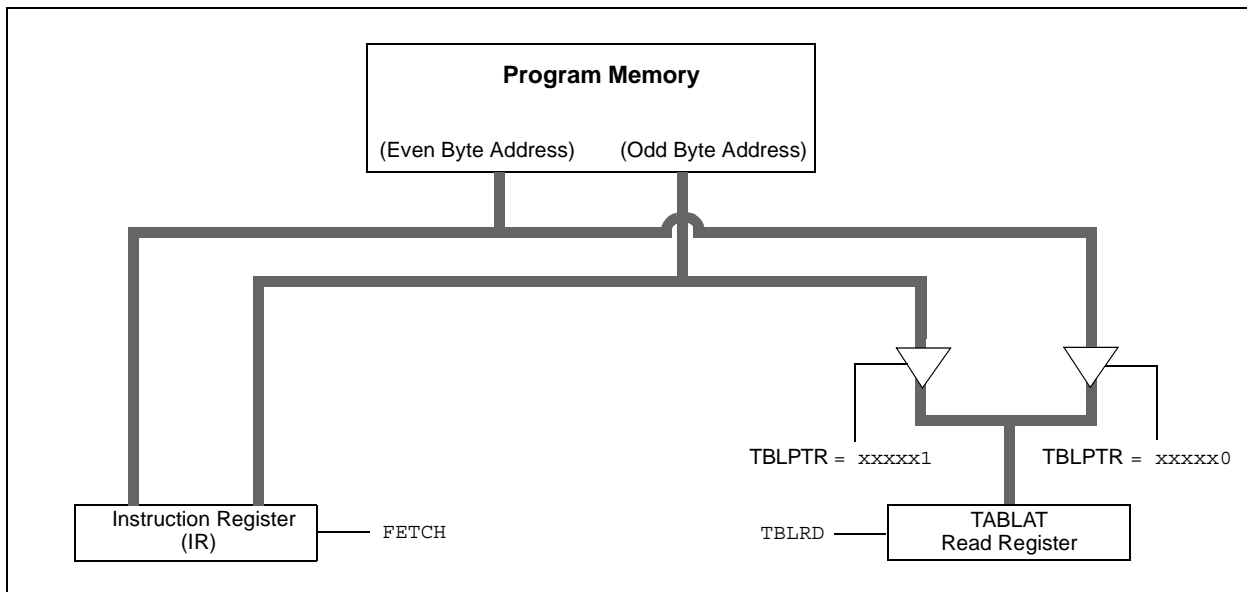 Program Memory
(Even Byte Address) (Odd Byte Address)
TBLPTR = xxxxx1 TBLPTR = xxxxx0
Instruction Register
(IR)
FETCH
TBLRD
TABLAT
Read Register